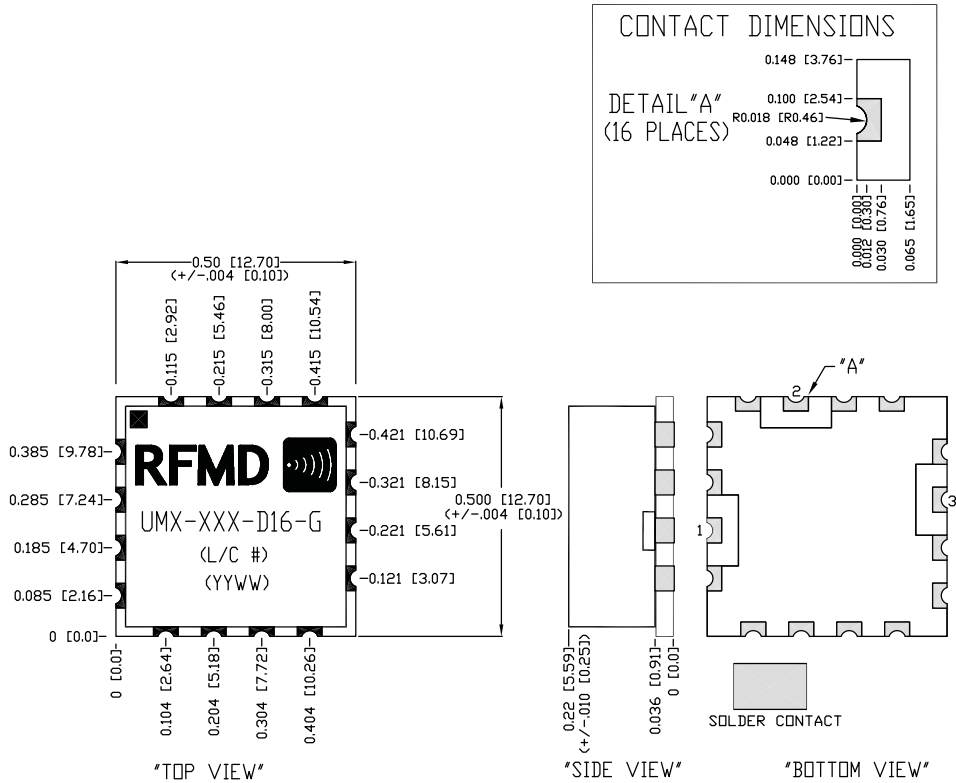 CONTACT DIMENSIONS
DETAIL"A"
(16 PLACES)
0.148 [3.76]
0.100 [2.54]
R0.018 [R0.46]
0.048 [1.22]
0.000 [0.00]
0.000 [0.00]
0.012 [0.30]
0.030 [0.76]
0.065 [1.65]
0.50 [12.70]
(+/-.004 [0.10])
0.115 [2.92]
0.215 [5.46]
0.315 [8.00]
0.415 [10.54]
0.385 [9.78]
0.285 [7.24]
0.185 [4.70]
0.085 [2.16]
0 [0.0]
RFMD
UMX-XXX-D16-G
(L/C #)
(YYWW)
0.421 [10.69]
0.321 [8.15]
0.221 [5.61]
0.121 [3.07]
0.500 [12.70]
(+/-.004 [0.10])
0 [0.0]
0.104 [2.64]
0.204 [5.18]
0.304 [7.72]
0.404 [10.26]
"TOP VIEW"
0.22 [5.59]
(+/-.010 [0.25])
0.036 [0.91]
0 [0.0]
"SIDE VIEW"
"A"
2
1
3
SOLDER CONTACT
"BOTTOM VIEW"